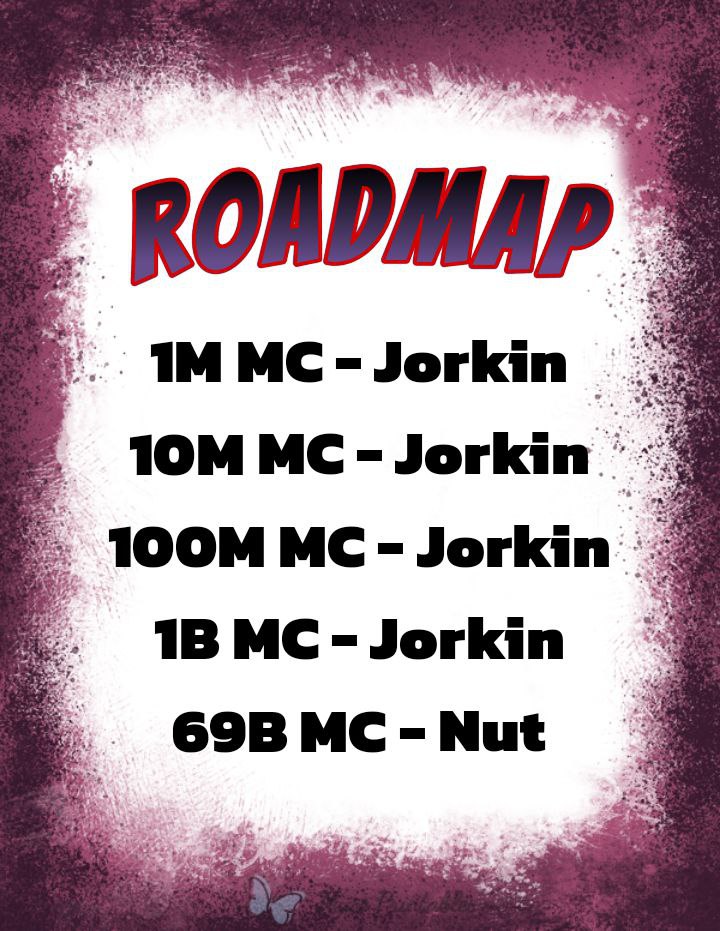 ROADMAP
1M MC - Jorkin
10M MC - Jorkin
100M MC - Jorkin
1B MC - Jorkin
69B MC - Nut